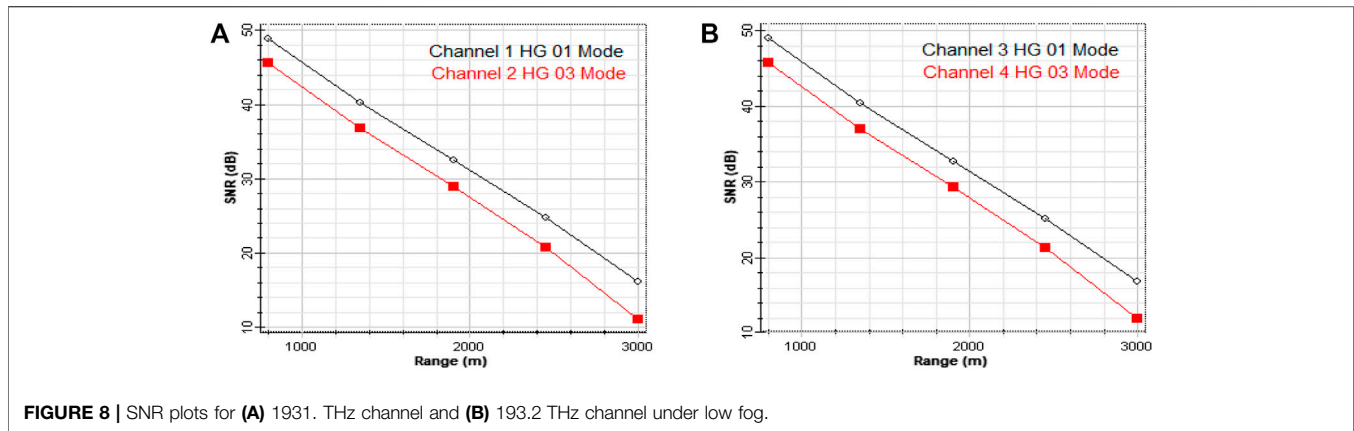 A
Channel 1 HG 01 Mode
Channel 2 HG 03 Mode
SNR (dB)
50
40
30
20
10
1000
2000
3000
Range (m)
B
Channel 3 HG 01 Mode
Channel 4 HG 03 Mode
SNR (dB)
50
40
30
20
10
1000
2000
3000
Range (m)
FIGURE 8 | SNR plots for (A) 1931. THz channel and (B) 193.2 THz channel under low fog.